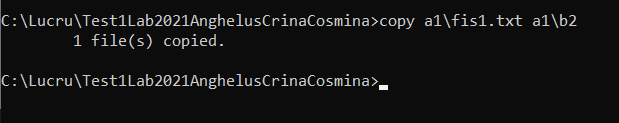 C:\Lucru\Test1Lab2021AnghelusCrinaCosmina>copy a1\fis1.txt a1\b2
1 file(s) copied.
C:\Lucru\Test1Lab2021AnghelusCrinaCosmina>